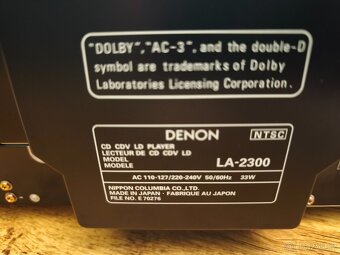 "DOLBY", "AC-3", and the double-D
symbol are trademarks of Dolby
Laboratories Licensing Corporation.
DENON
NTSC
CD CDV LD PLAYER
LECTEUR DE CD CDV LD
MODEL
MODELE
LA-2300
AC 110-127/220-240V 50/60Hz 33W
NIPPON COLUMBIA CO., LTD.
MADE IN JAPAN · FABRIQUE AU JAPON
FILE NO. E 70276